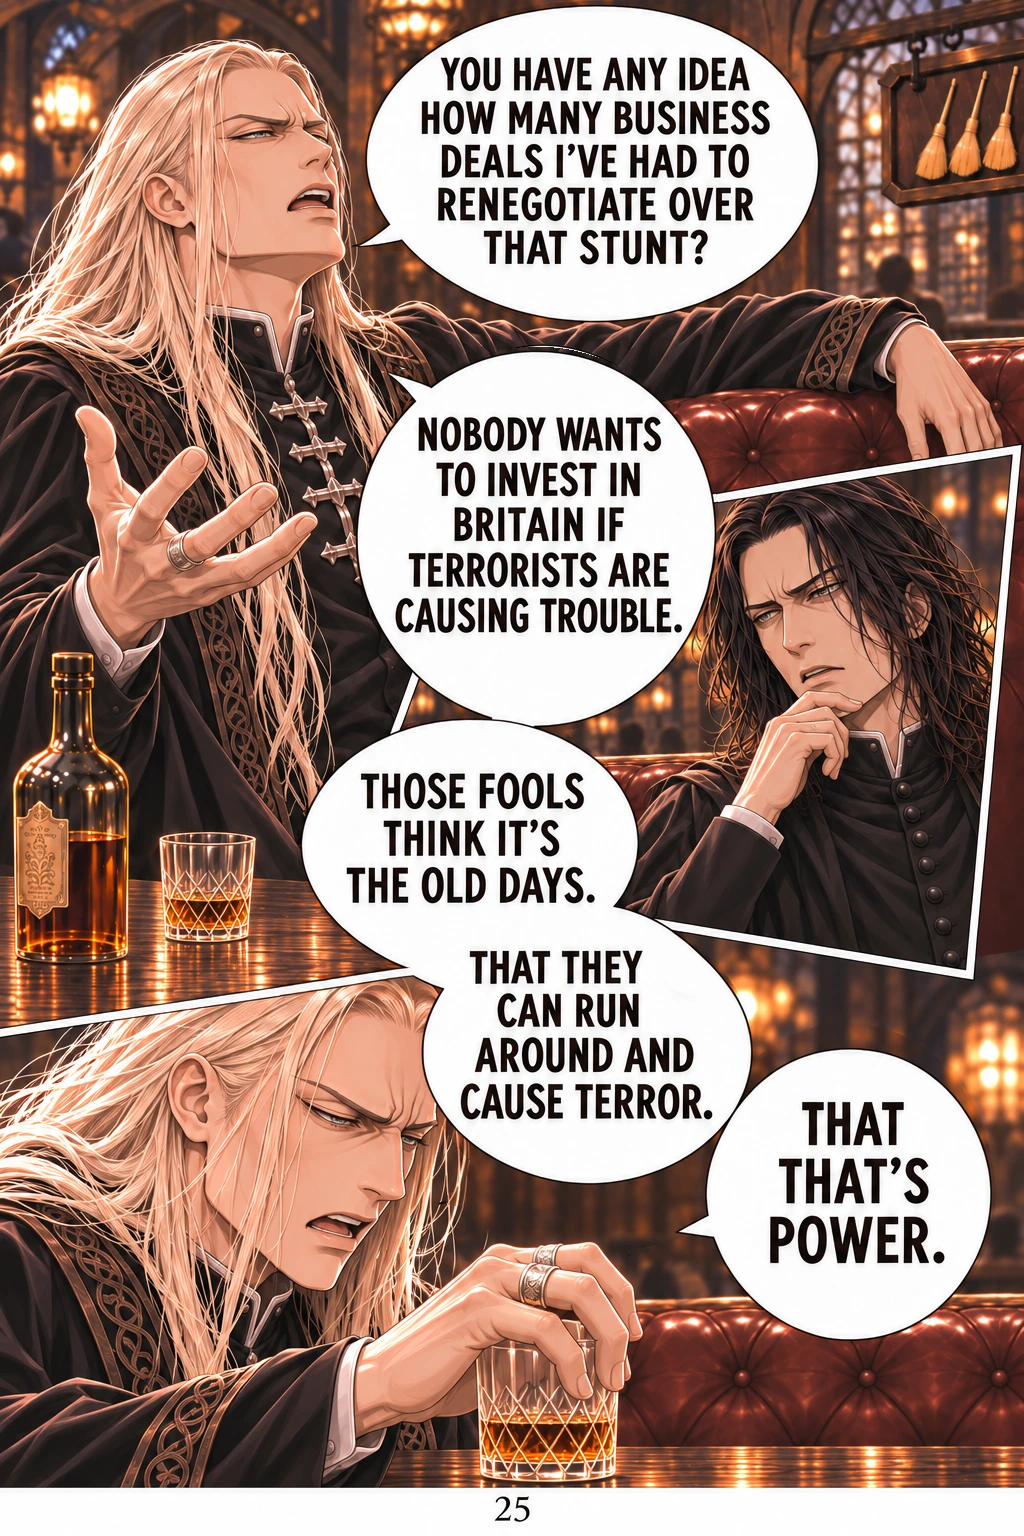 YOU HAVE ANY IDEA
HOW MANY BUSINESS
DEALS I'VE HAD TO
RENEGOTIATE OVER
THAT STUNT?
NOBODY WANTS
TO INVEST IN
BRITAIN IF
TERRORISTS ARE
CAUSING TROUBLE.
THOSE FOOLS
THINK IT'S
THE OLD DAYS.
THAT THEY
CAN RUN
AROUND AND
CAUSE TERROR.
THAT
THAT'S
POWER.
25